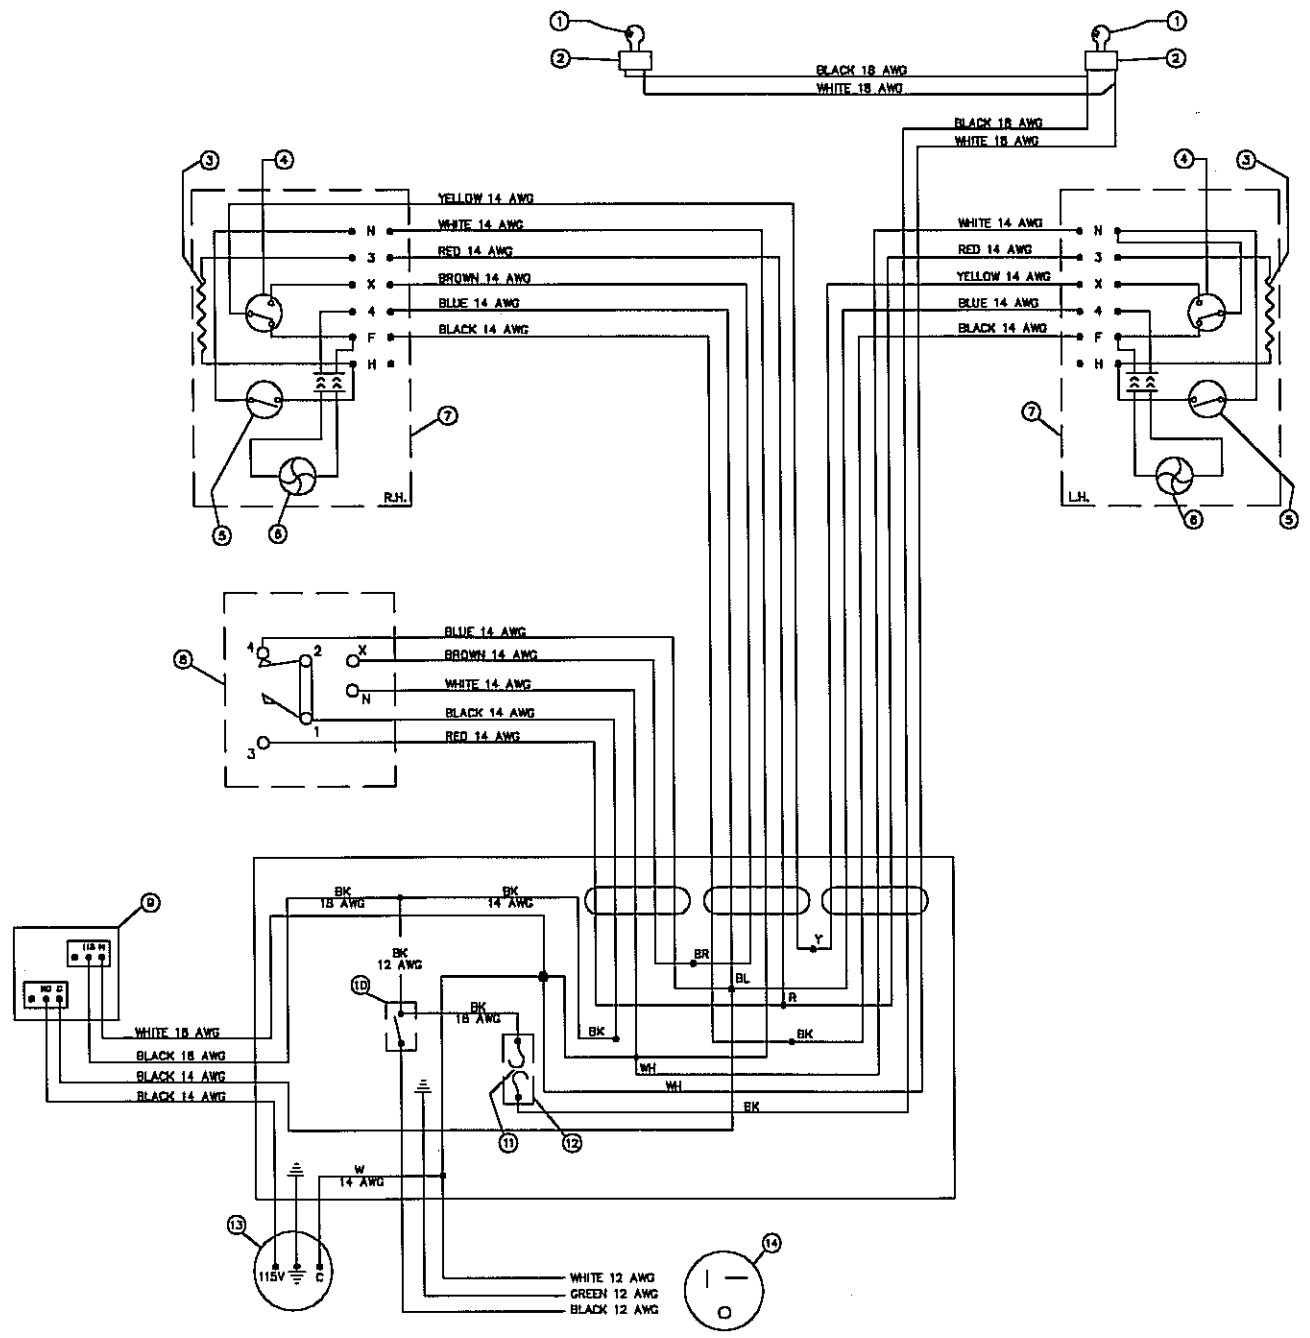 1
1
2
2
BLACK 18 AWG
WHITE 18 AWG
BLACK 18 AWG
WHITE 18 AWG
3
4
4
3
YELLOW 14 AWG
N
WHITE 14 AWG
WHITE 14 AWG
N
3
RED 14 AWG
RED 14 AWG
3
X
BROWN 14 AWG
YELLOW 14 AWG
X
4
BLUE 14 AWG
BLUE 14 AWG
4
F
BLACK 14 AWG
BLACK 14 AWG
F
H
H
7
7
R.H.
L.H.
5
6
6
5
BLUE 14 AWG
4
2
X
BROWN 14 AWG
8
WHITE 14 AWG
N
BLACK 14 AWG
1
RED 14 AWG
3
9
BK
18 AWG
BK
14 AWG
115 N
NO C
Y
BR
BK
12 AWG
BL
10
R
BK
18 AWG
WHITE 18 AWG
BK
BK
BLACK 18 AWG
WH
BLACK 14 AWG
WH
BLACK 14 AWG
BK
11
12
W
14 AWG
13
14
115V
C
WHITE 12 AWG
GREEN 12 AWG
BLACK 12 AWG